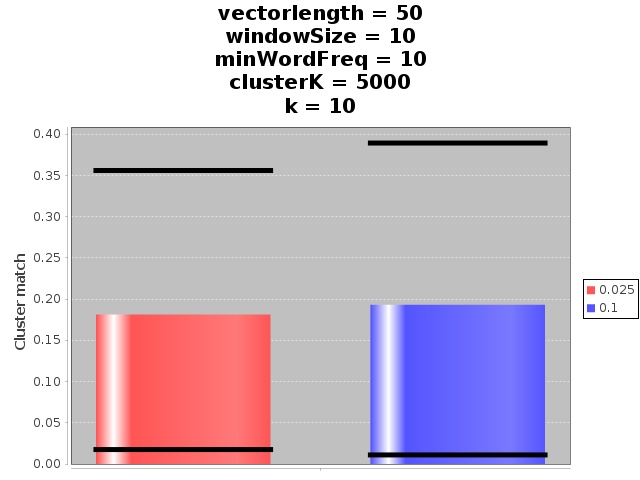 vectorlength = 50
windowSize = 10
minWordFreq = 10
clusterK = 5000
k = 10
0.40
0.35
0.30
0.25
0.20
0.15
0.10
0.05
0.00
Cluster match
0.025
0.1